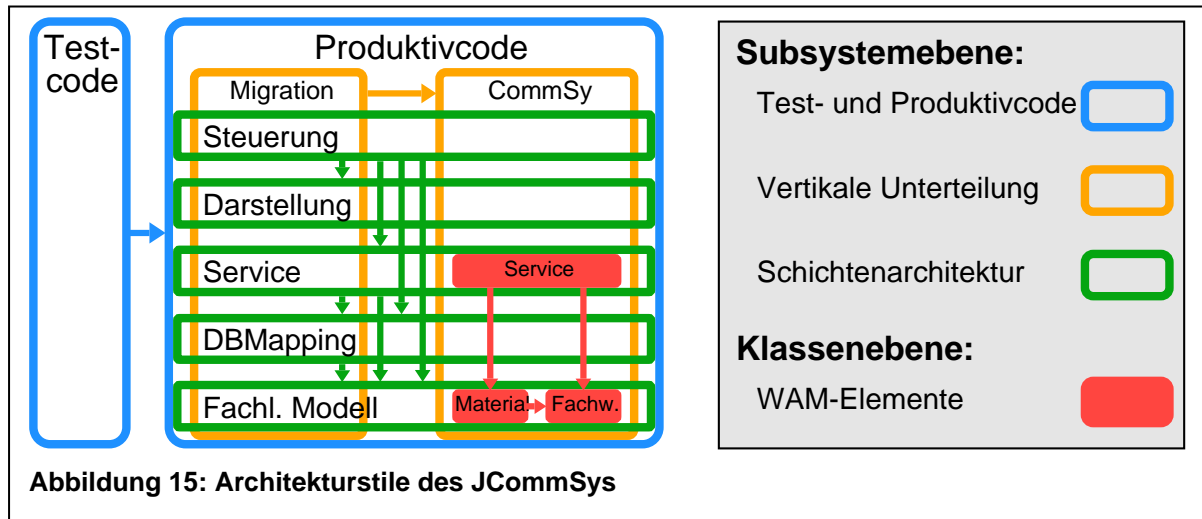 Test-
code
Produktivcode
Migration
CommSy
Steuerung
Darstellung
Service
Service
DBMapping
Fachl. Modell
Material
Fachw.
Subsystemebene:
Test- und Produktivcode
Vertikale Unterteilung
Schichtenarchitektur
Klassenebene:
WAM-Elemente
Abbildung 15: Architekturstile des JCommSys